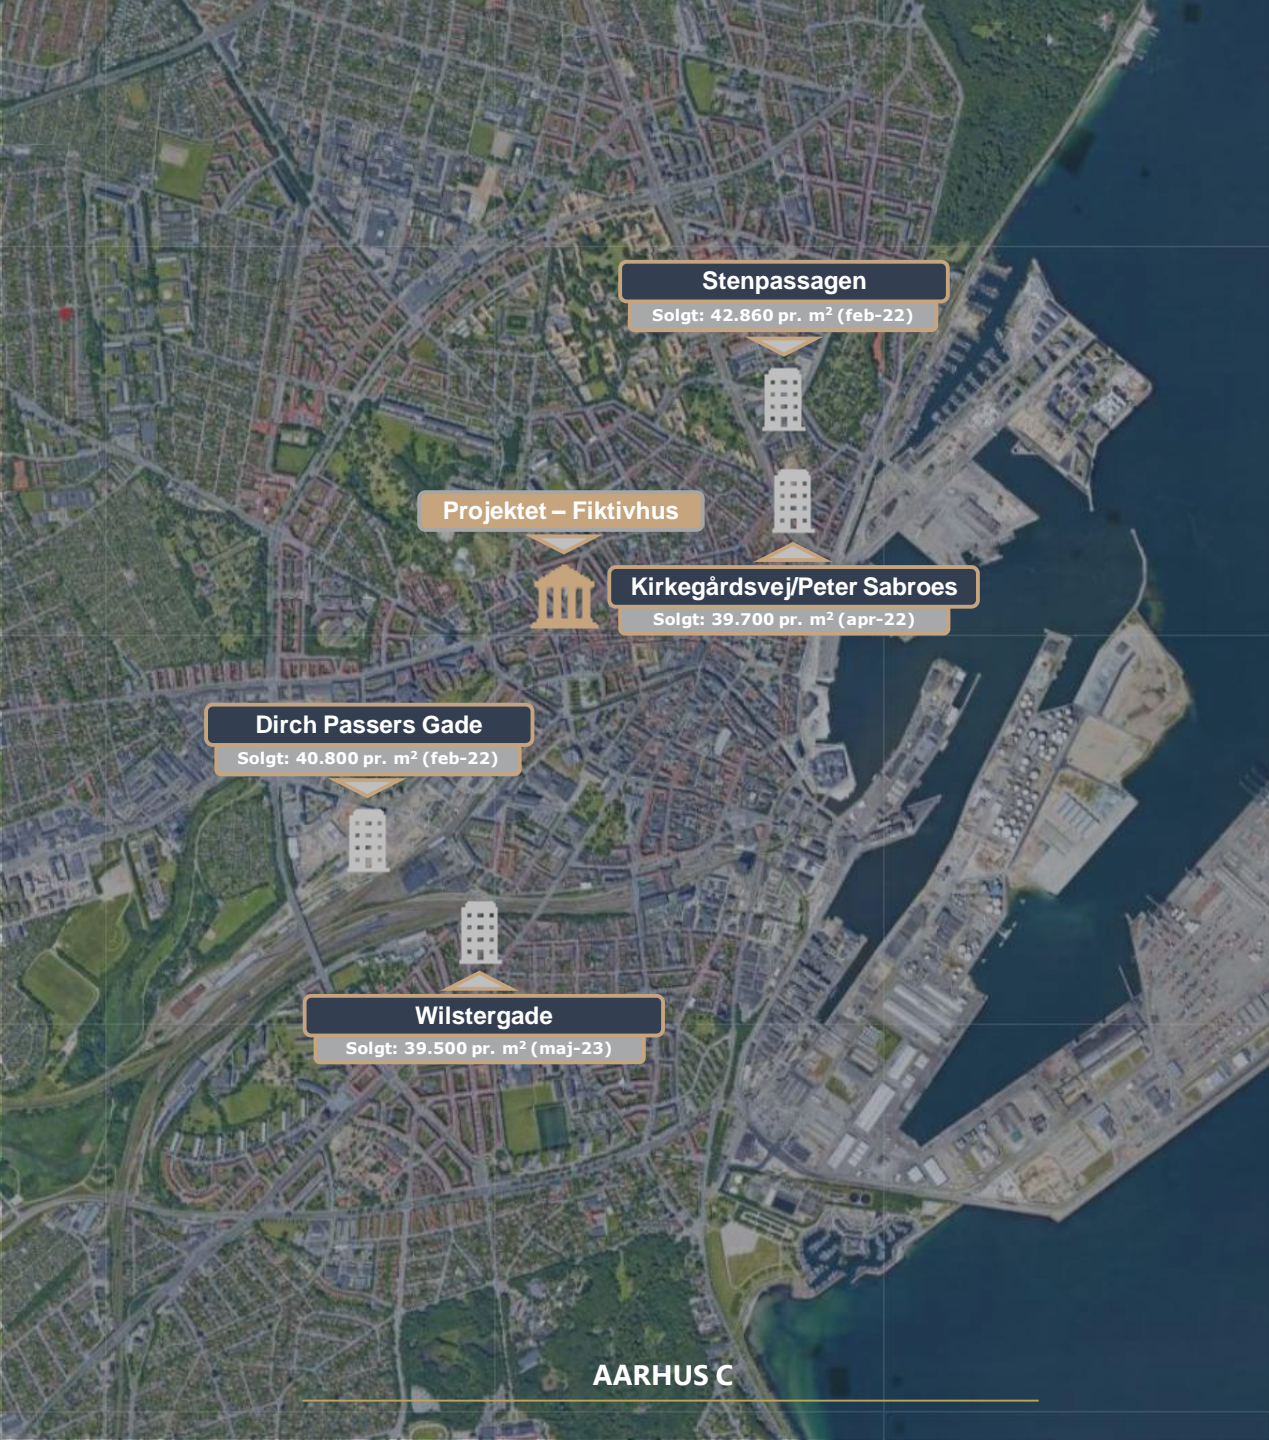 Stenpassagen
Solgt: 42.860 pr. m² (feb-22)
Projektet – Fiktivhus
Kirkegårdsvej/Peter Sabroes
Solgt: 39.700 pr. m² (apr-22)
Dirch Passers Gade
Solgt: 40.800 pr. m² (feb-22)
Wilstergade
Solgt: 39.500 pr. m² (maj-23)
AARHUS C